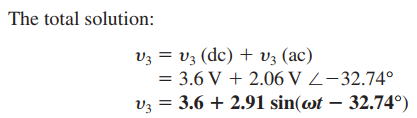 The total solution:
v₃ = v₃ (dc) + v₃ (ac)
= 3.6 V + 2.06 V ∠−32.74°
v₃ = 3.6 + 2.91 sin(ωt − 32.74°)